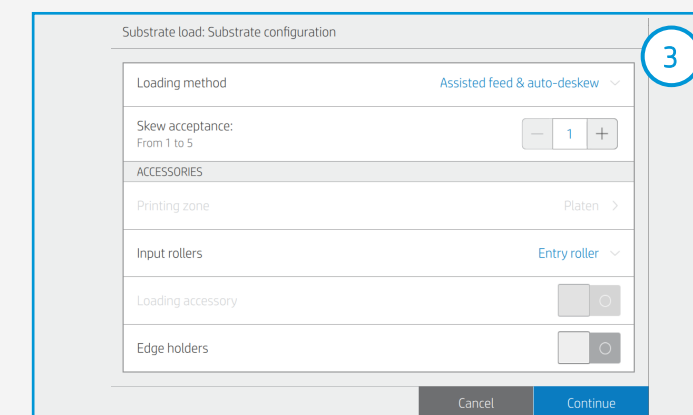 Substrate load: Substrate configuration
3
Loading method Assisted feed & auto-deskew
Skew acceptance:
From 1 to 5
— 1 +
ACCESSORIES
Printing zone Platen >
Input rollers Entry roller
Loading accessory
Edge holders
Cancel Continue